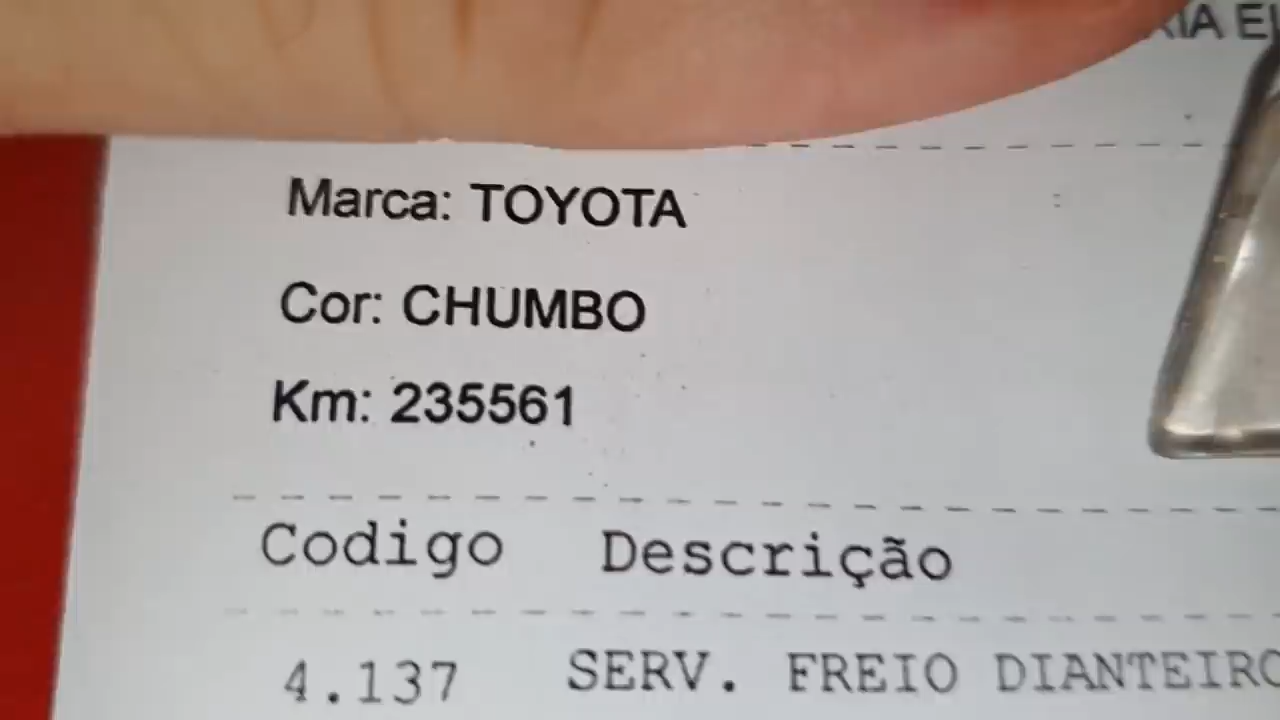 Marca: TOYOTA
Cor: CHUMBO
Km: 235561
Codigo Descrição
4.137 SERV. FREIO DIANTEIRO